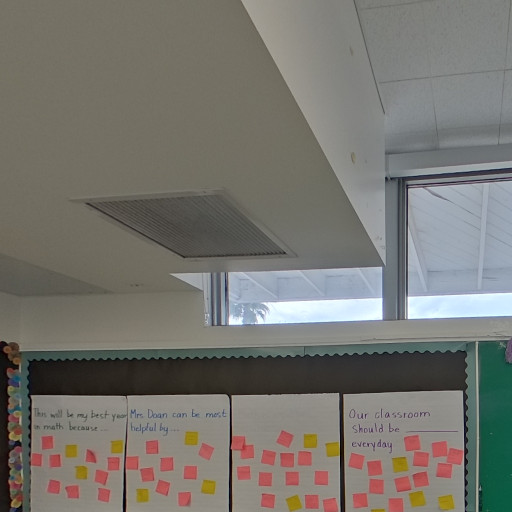 This will be my best year
in math because...
Mrs Doan can be most
helpful by...
Our classroom
should be ________
everyday